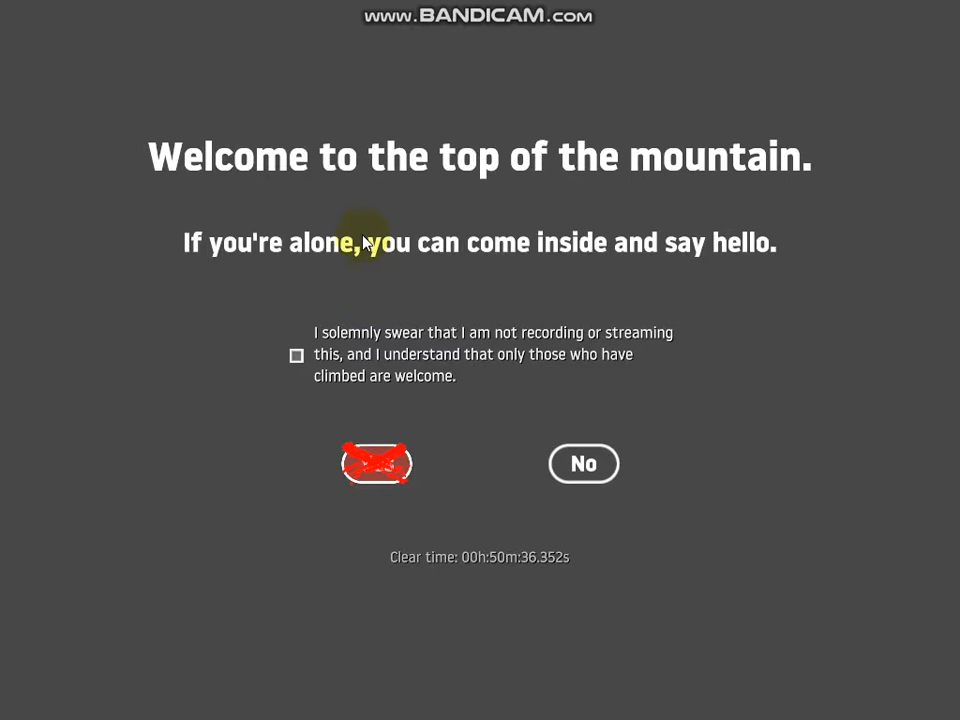 www.BANDICAM.com
Welcome to the top of the mountain.
If you're alone, you can come inside and say hello.
I solemnly swear that I am not recording or streaming
this, and I understand that only those who have
climbed are welcome.
No
Clear time: 00h:50m:36.352s